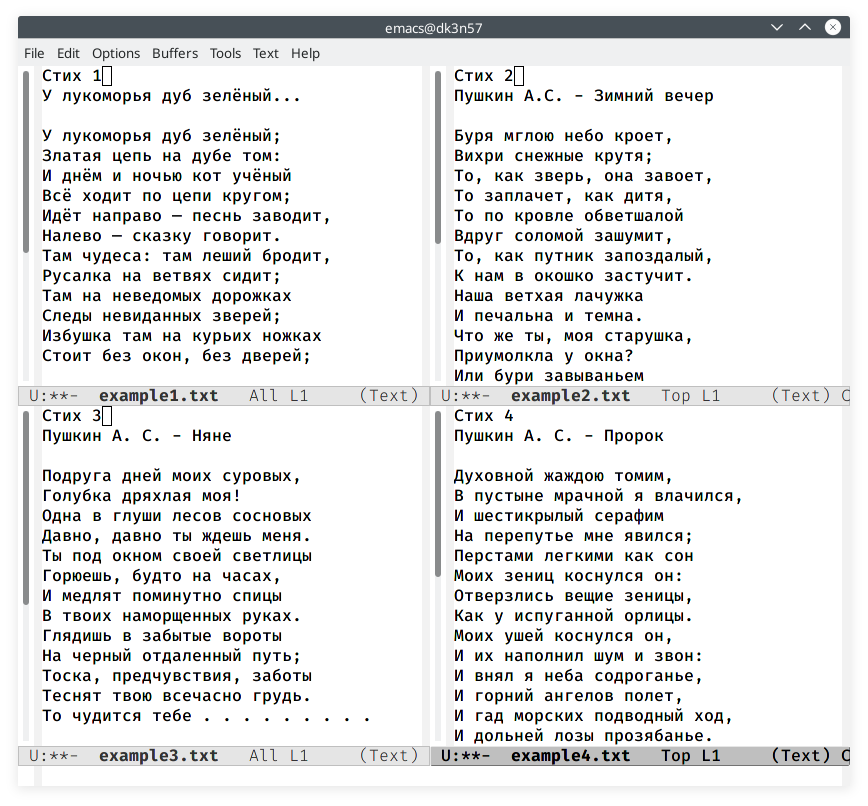 emacs@dk3n57
File Edit Options Buffers Tools Text Help
Стих 1
У лукоморья дуб зелёный...
У лукоморья дуб зелёный;
Златая цепь на дубе том:
И днём и ночью кот учёный
Всё ходит по цепи кругом;
Идёт направо — песнь заводит,
Налево — сказку говорит.
Там чудеса: там леший бродит,
Русалка на ветвях сидит;
Там на неведомых дорожках
Следы невиданных зверей;
Избушка там на курьих ножках
Стоит без окон, без дверей;
U:**- example1.txt All L1 (Text)
Стих 2
Пушкин А.С. - Зимний вечер
Буря мглою небо кроет,
Вихри снежные крутя;
То, как зверь, она завоет,
То заплачет, как дитя,
То по кровле обветшалой
Вдруг соломой зашумит,
То, как путник запоздалый,
К нам в окошко застучит.
Наша ветхая лачужка
И печальна и темна.
Что же ты, моя старушка,
Приумолкла у окна?
Или бури завываньем
U:**- example2.txt Top L1 (Text) C
Стих 3
Пушкин А. С. - Няне
Подруга дней моих суровых,
Голубка дряхлая моя!
Одна в глуши лесов сосновых
Давно, давно ты ждешь меня.
Ты под окном своей светлицы
Горюешь, будто на часах,
И медлят поминутно спицы
В твоих наморщенных руках.
Глядишь в забытые вороты
На черный отдаленный путь;
Тоска, предчувствия, заботы
Теснят твою всечасно грудь.
То чудится тебе . . . . . . . . .
U:**- example3.txt All L1 (Text)
Стих 4
Пушкин А. С. - Пророк
Духовной жаждою томим,
В пустыне мрачной я влачился,
И шестикрылый серафим
На перепутье мне явился;
Перстами легкими как сон
Моих зениц коснулся он:
Отверзлись вещие зеницы,
Как у испуганной орлицы.
Моих ушей коснулся он,
И их наполнил шум и звон:
И внял я неба содроганье,
И горний ангелов полет,
И гад морских подводный ход,
И дольней лозы прозябанье.
U:**- example4.txt Top L1 (Text) C